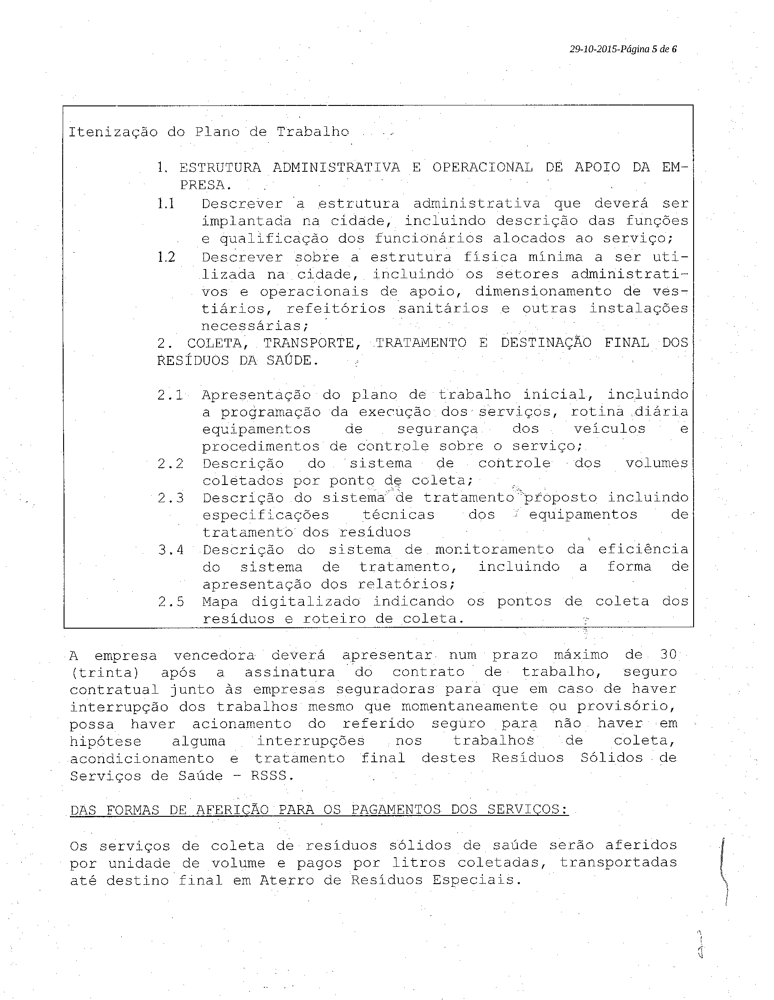 29-10-2015-Página 5 de 6
Itenização do Plano de Trabalho
1. ESTRUTURA ADMINISTRATIVA E OPERACIONAL DE APOIO DA EM-
PRESA.
1.1 Descrever a estrutura administrativa que deverá ser
implantada na cidade, incluindo descrição das funções
e qualificação dos funcionários alocados ao serviço;
1.2 Descrever sobre a estrutura física mínima a ser uti-
lizada na cidade, incluindo os setores administrati-
vos e operacionais de apoio, dimensionamento de ves-
tiários, refeitórios sanitários e outras instalações
necessárias;
2. COLETA, TRANSPORTE, TRATAMENTO E DESTINAÇÃO FINAL DOS
RESÍDUOS DA SAÚDE.
2.1 Apresentação do plano de trabalho inicial, incluindo
a programação da execução dos serviços, rotina diária
equipamentos de segurança dos veículos e
procedimentos de controle sobre o serviço;
2.2 Descrição do sistema de controle dos volumes
coletados por ponto de coleta;
2.3 Descrição do sistema de tratamento proposto incluindo
especificações técnicas dos equipamentos de
tratamento dos resíduos
3.4 Descrição do sistema de monitoramento da eficiência
do sistema de tratamento, incluindo a forma de
apresentação dos relatórios;
2.5 Mapa digitalizado indicando os pontos de coleta dos
resíduos e roteiro de coleta.
A empresa vencedora deverá apresentar num prazo máximo de 30
(trinta) após a assinatura do contrato de trabalho, seguro
contratual junto às empresas seguradoras para que em caso de haver
interrupção dos trabalhos mesmo que momentaneamente ou provisório,
possa haver acionamento do referido seguro para não haver em
hipótese alguma interrupções nos trabalhos de coleta,
acondicionamento e tratamento final destes Resíduos Sólidos de
Serviços de Saúde - RSSS.
DAS FORMAS DE AFERIÇÃO PARA OS PAGAMENTOS DOS SERVIÇOS:
Os serviços de coleta de resíduos sólidos de saúde serão aferidos
por unidade de volume e pagos por litros coletadas, transportadas
até destino final em Aterro de Resíduos Especiais.